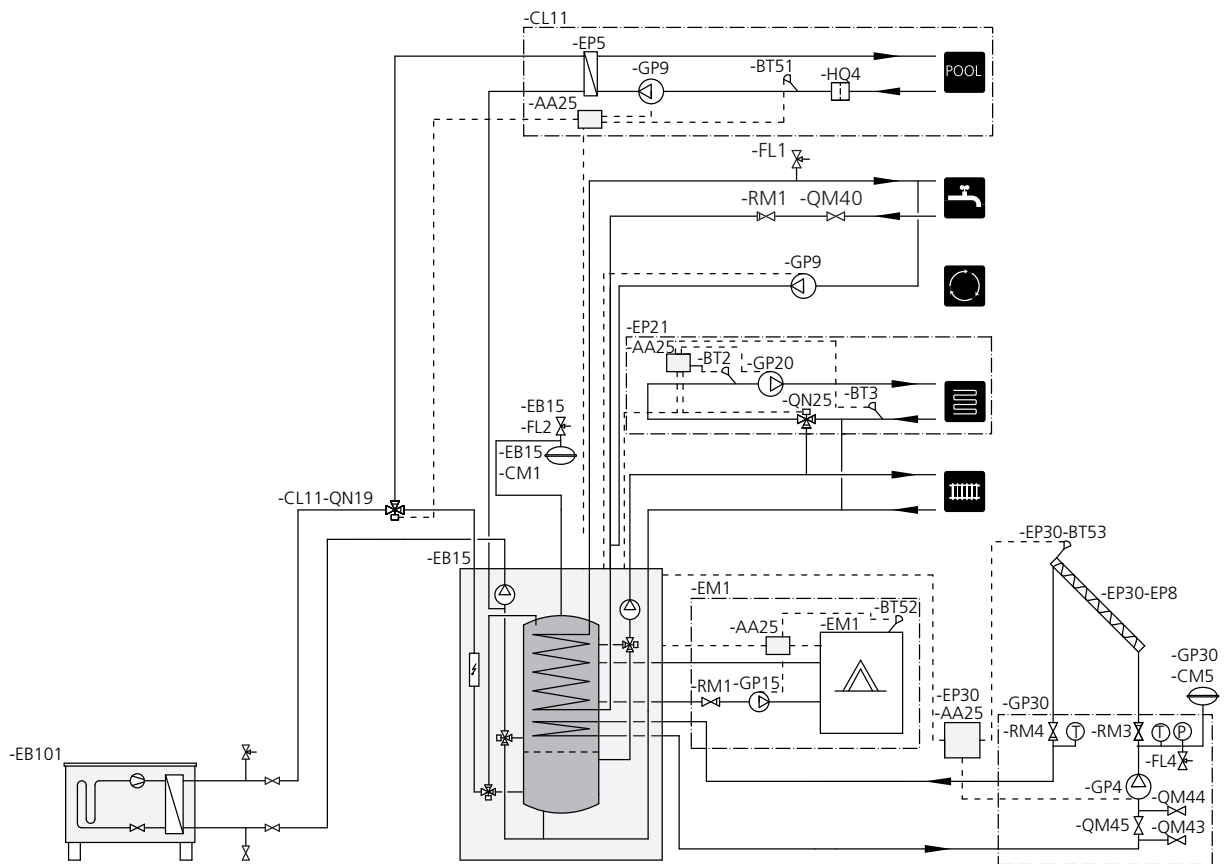 -CL11
-EP5
-GP9
-BT51
-HQ4
POOL
-AA25
-FL1
-RM1
-QM40
-GP9
-EP21
-AA25
-BT2
-GP20
-QN25
-BT3
-EB15
-FL2
-EB15
-CM1
-CL11-QN19
-EB15
-EP30-BT53
-EP30-EP8
-EM1
-BT52
-AA25
-EM1
-RM1
-GP15
-GP30
-CM5
-EP30
-AA25
-GP30
-RM4
T
-RM3
T
P
-FL4
-GP4
-QM44
-QM45
-QM43
-EB101